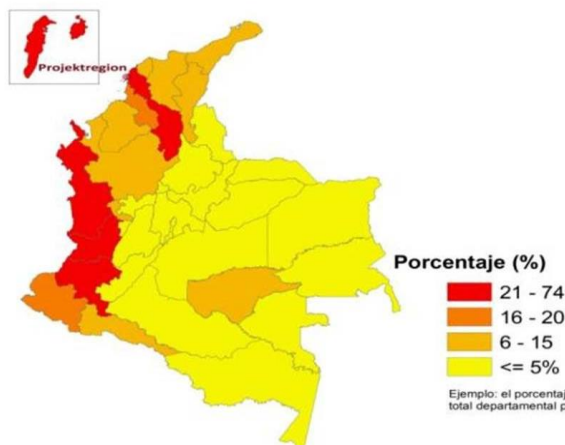 Projektregion
Porcentaje (%)
21 - 74
16 - 20
6 - 15
<= 5%
Ejemplo: el porcentaj
total departamental p